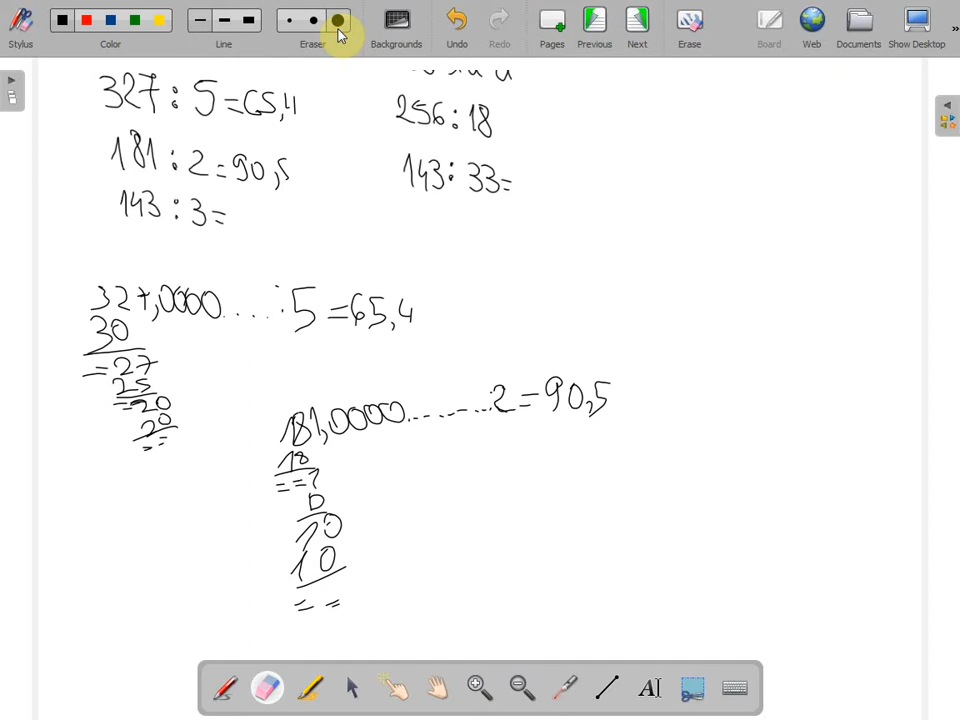 Stylus Color Line Eraser Backgrounds Undo Redo Pages Previous Next Erase Board Web Documents Show Desktop
327 : 5 = 65,4
256 : 18
181 : 2 = 90,5
143 : 33 =
143 : 3 =
327,0000.....: 5 = 65,4
30
= 27
25
= 20
20
= =
181,0000........: 2 = 90,5
18
= = 1
0
10
10
= =